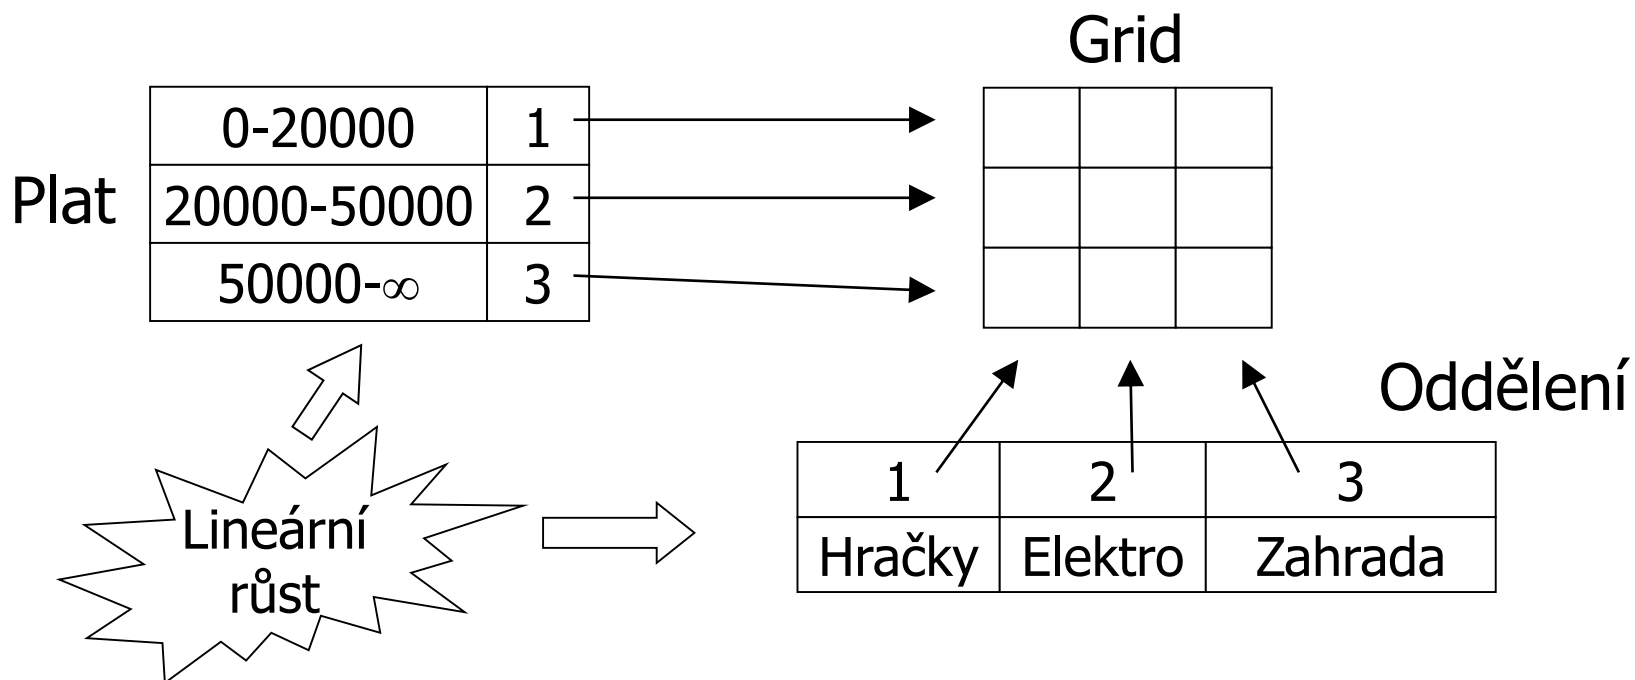 Grid
Plat
0-20000 1
20000-50000 2
50000-∞ 3
Oddělení
1 2 3
Hračky Elektro Zahrada
Lineární
růst